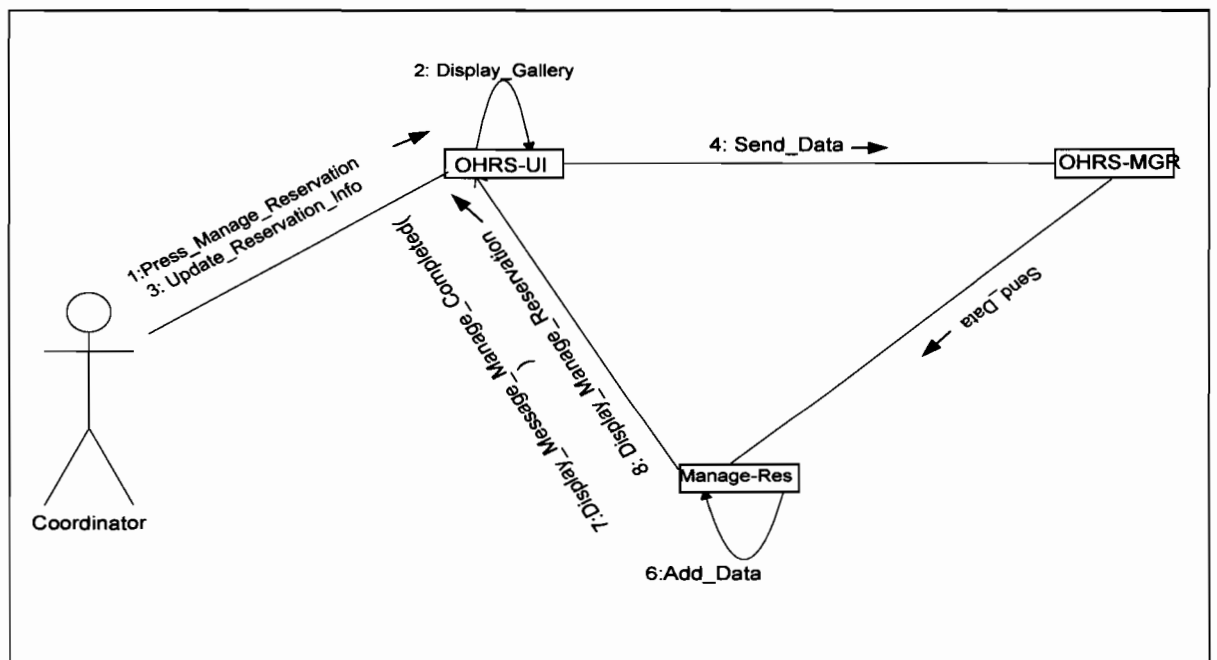 2: Display_Gallery
4: Send_Data
OHRS-UI
OHRS-MGR
1:Press_Manage_Reservation
3: Update_Reservation_Info
Send_Data
8: Display_Manage_Reservation
)
7:Display_Message_Manage_Completed(
Manage-Res
Coordinator
6:Add_Data